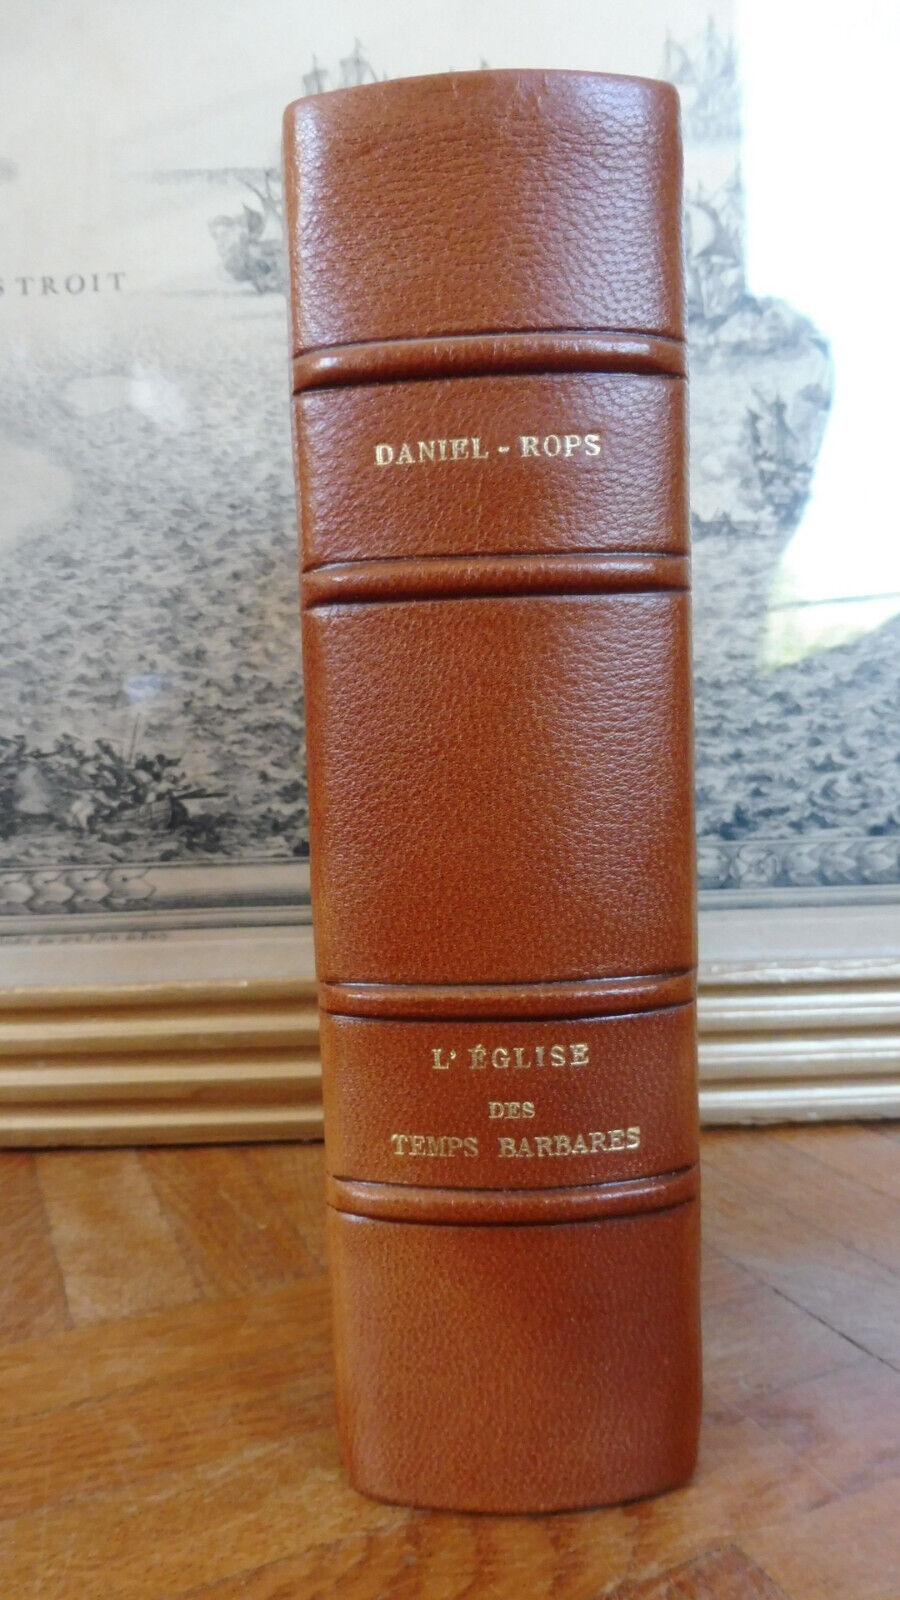 STROIT
DANIEL - ROPS
L' ÉGLISE
DES
TEMPS BARBARES